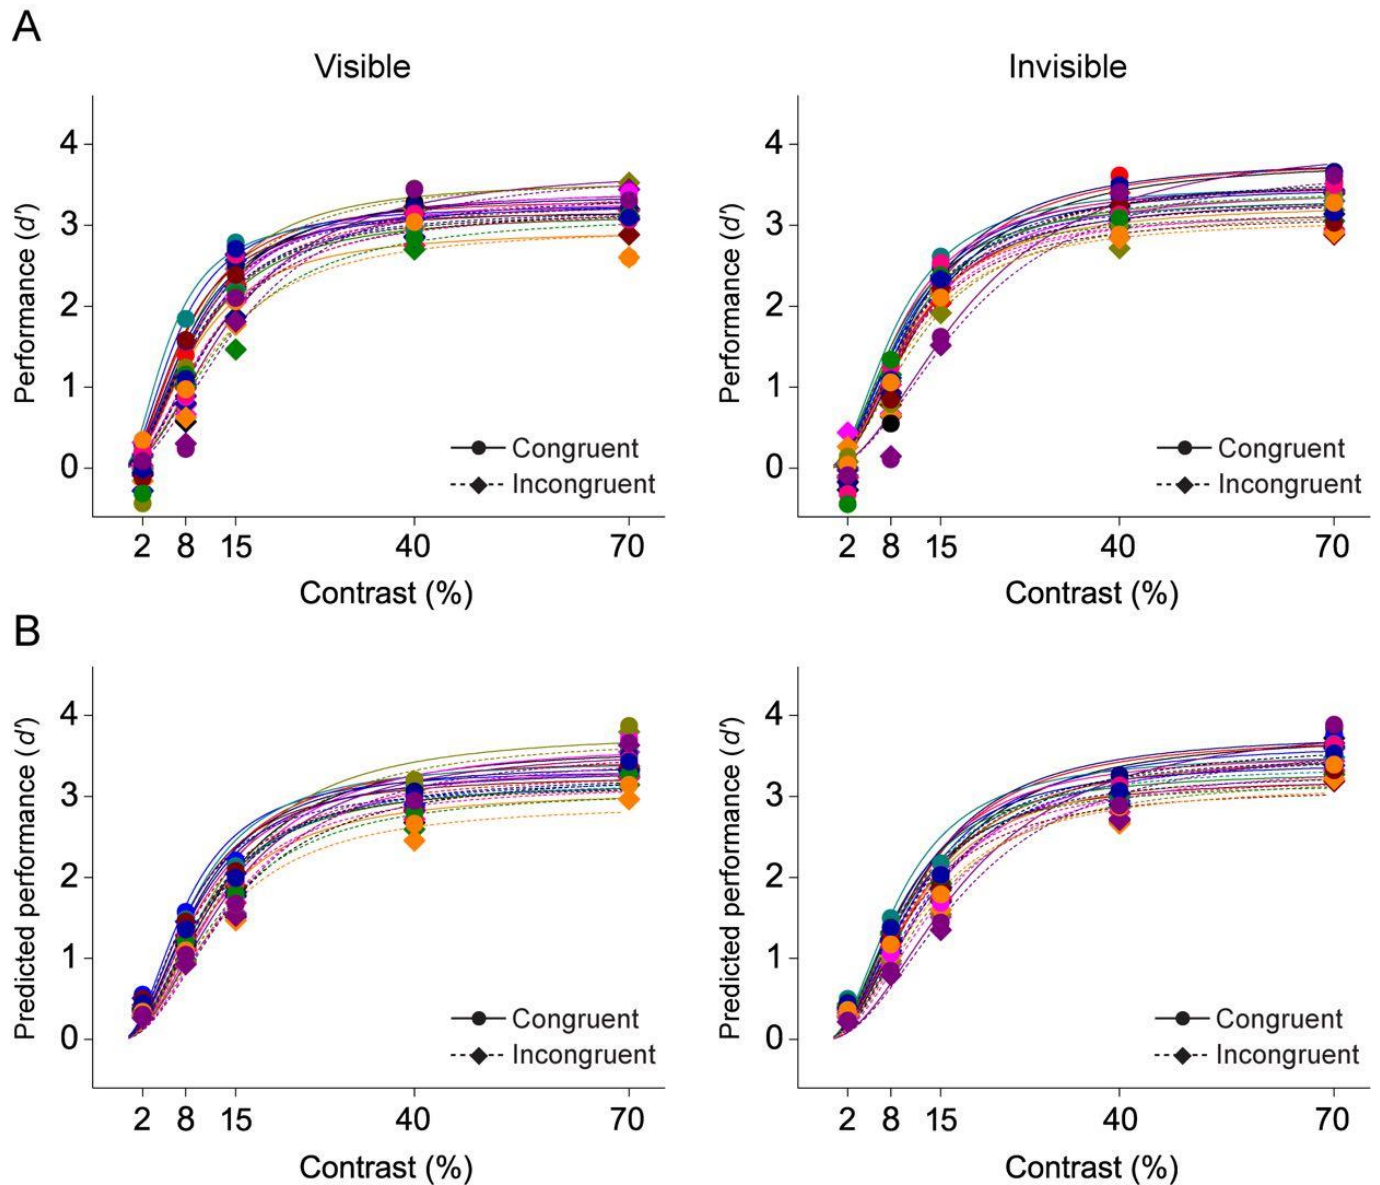 A
Visible
Invisible
Performance (d')
4
3
2
1
0
Congruent
Incongruent
2 8 15 40 70
Contrast (%)
Performance (d')
4
3
2
1
0
Congruent
Incongruent
2 8 15 40 70
Contrast (%)
B
Predicted performance (d')
4
3
2
1
0
Congruent
Incongruent
2 8 15 40 70
Contrast (%)
Predicted performance (d')
4
3
2
1
0
Congruent
Incongruent
2 8 15 40 70
Contrast (%)